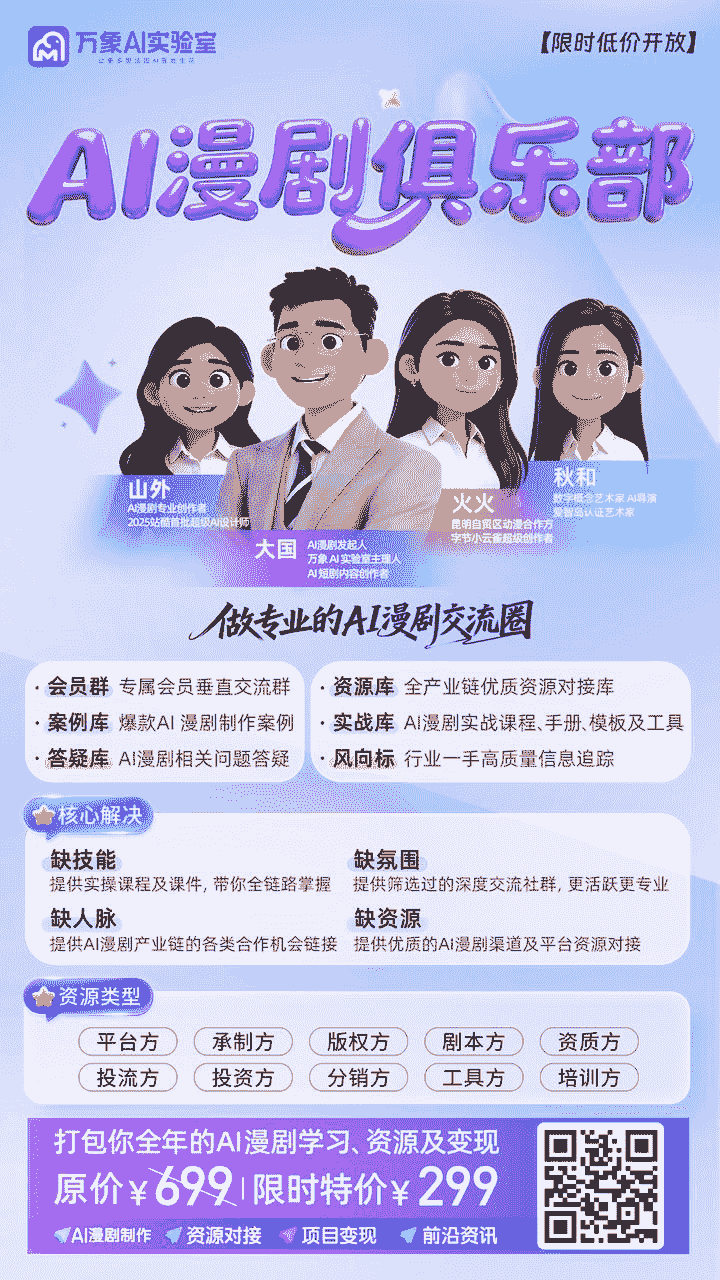 万象AI实验室
【限时低价开放】
AI漫剧俱乐部
山外
AI漫剧专业创作者
2025站酷首批超级AI设计师
大国
AI漫剧发起人
万象AI实验室主理人
AI短剧内容创作者
火火
昆明自贸区动漫合作方
字节小云雀超级创作者
秋和
数字概念艺术家 AI导演
爱智岛认证艺术家
做专业的AI漫剧交流圈
· 会员群 专属会员垂直交流群
· 案例库 爆款AI 漫剧制作案例
· 答疑库 AI漫剧相关问题答疑
· 资源库 全产业链优质资源对接库
· 实战库 AI漫剧实战课程、手册、模板及工具
· 风向标 行业一手高质量信息追踪
核心解决
缺技能
提供实操课程及课件, 带你全链路掌握
缺氛围
提供筛选过的深度交流社群, 更活跃更专业
缺人脉
提供AI漫剧产业链的各类合作机会链接
缺资源
提供优质的AI漫剧渠道及平台资源对接
资源类型
平台方 承制方 版权方 剧本方 资质方
投流方 投资方 分销方 工具方 培训方
打包你全年的AI漫剧学习、资源及变现
原价¥699 | 限时特价¥299
AI漫剧制作 资源对接 项目变现 前沿资讯